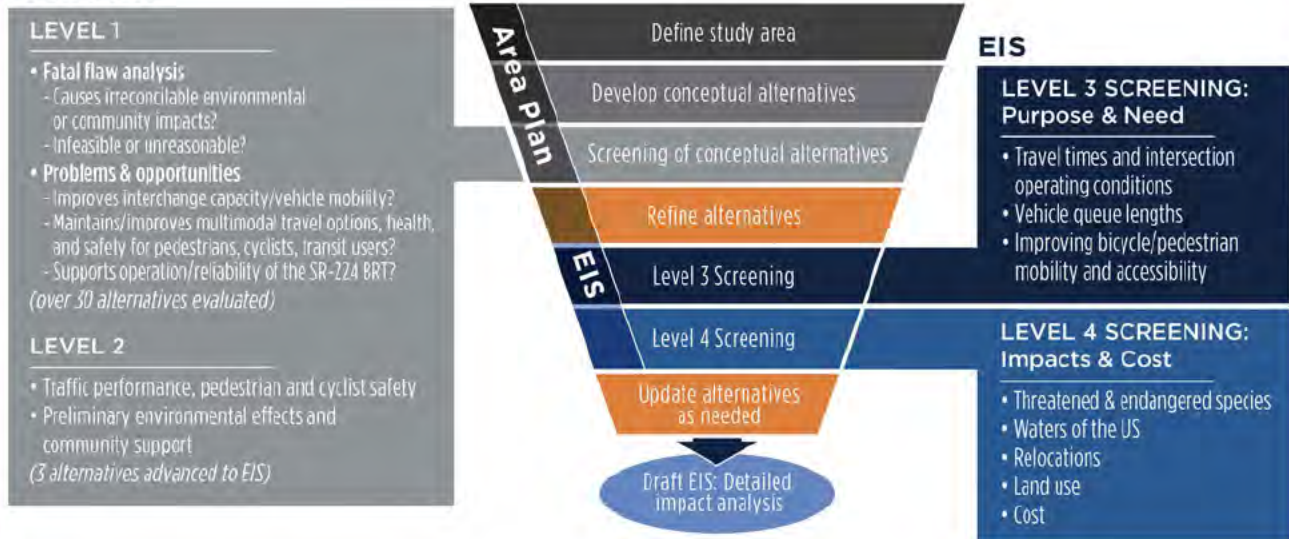 LEVEL 1
• Fatal flaw analysis
- Causes irreconcilable environmental
or community impacts?
- Infeasible or unreasonable?
• Problems & opportunities
- Improves interchange capacity/vehicle mobility?
- Maintains/improves multimodal travel options, health,
and safely for pedestrians, cyclists, transit users?
- Supports operation/reliability of the SR-224 BRT?
(over 30 alternatives evaluated)
LEVEL 2
• Traffic performance, pedestrian and cyclist safety
• Preliminary environmental effects and
community support
(3 alternatives advanced to EIS)
Area Plan
EIS
Define study area
Develop conceptual alternatives
Screening of conceptual alternatives
Refine alternatives
Level 3 Screening
Level 4 Screening
Update alternatives
as needed
Draft EIS: Detailed
impact analysis
EIS
LEVEL 3 SCREENING:
Purpose & Need
• Travel times and intersection
operating conditions
• Vehicle queue lengths
• Improving bicycle/pedestrian
mobility and accessibility
LEVEL 4 SCREENING:
Impacts & Cost
• Threatened & endangered species
• Waters of the US
• Relocations
• Land use
• Cost